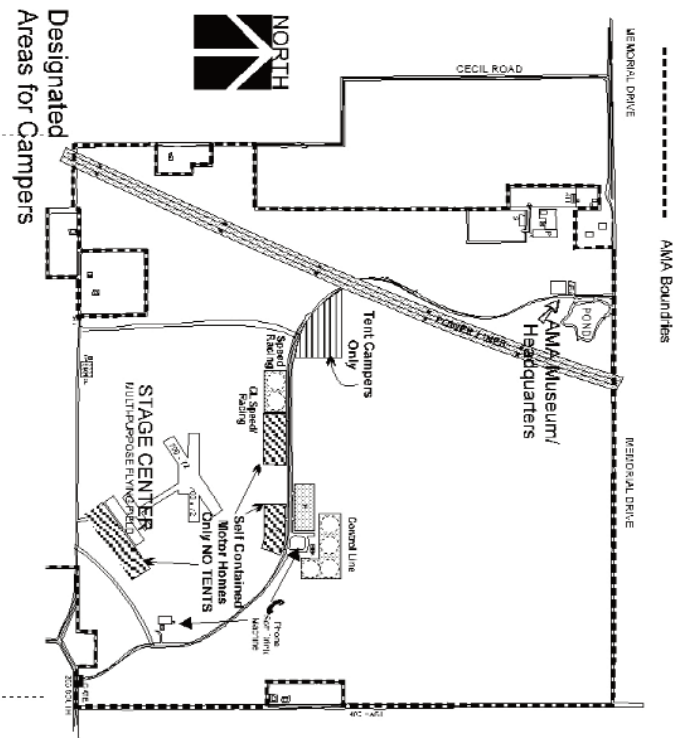 Designated
Areas for Campers
NORTH
MEMORIAL DRIVE
CECIL ROAD
AMA Boundries
POND
AMA Museum/
Headquarters
POWER LINES
MEMORIAL DRIVE
Tent Campers
Only
Speed
Racing
CL Speed/
Racing
Control Line
STAGE CENTER
MULTI-PURPOSE FLYING FIELD
Self Contained
Motor Homes
Only NO TENTS
Phone
Machine